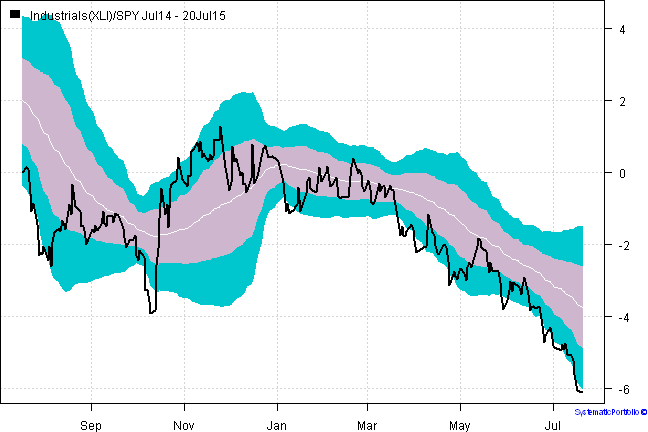 Industrials(XLI)/SPY Jul14 - 20Jul15
4
2
0
-2
-4
-6
Sep
Nov
Jan
Mar
May
Jul
SystematicPortfolio ©